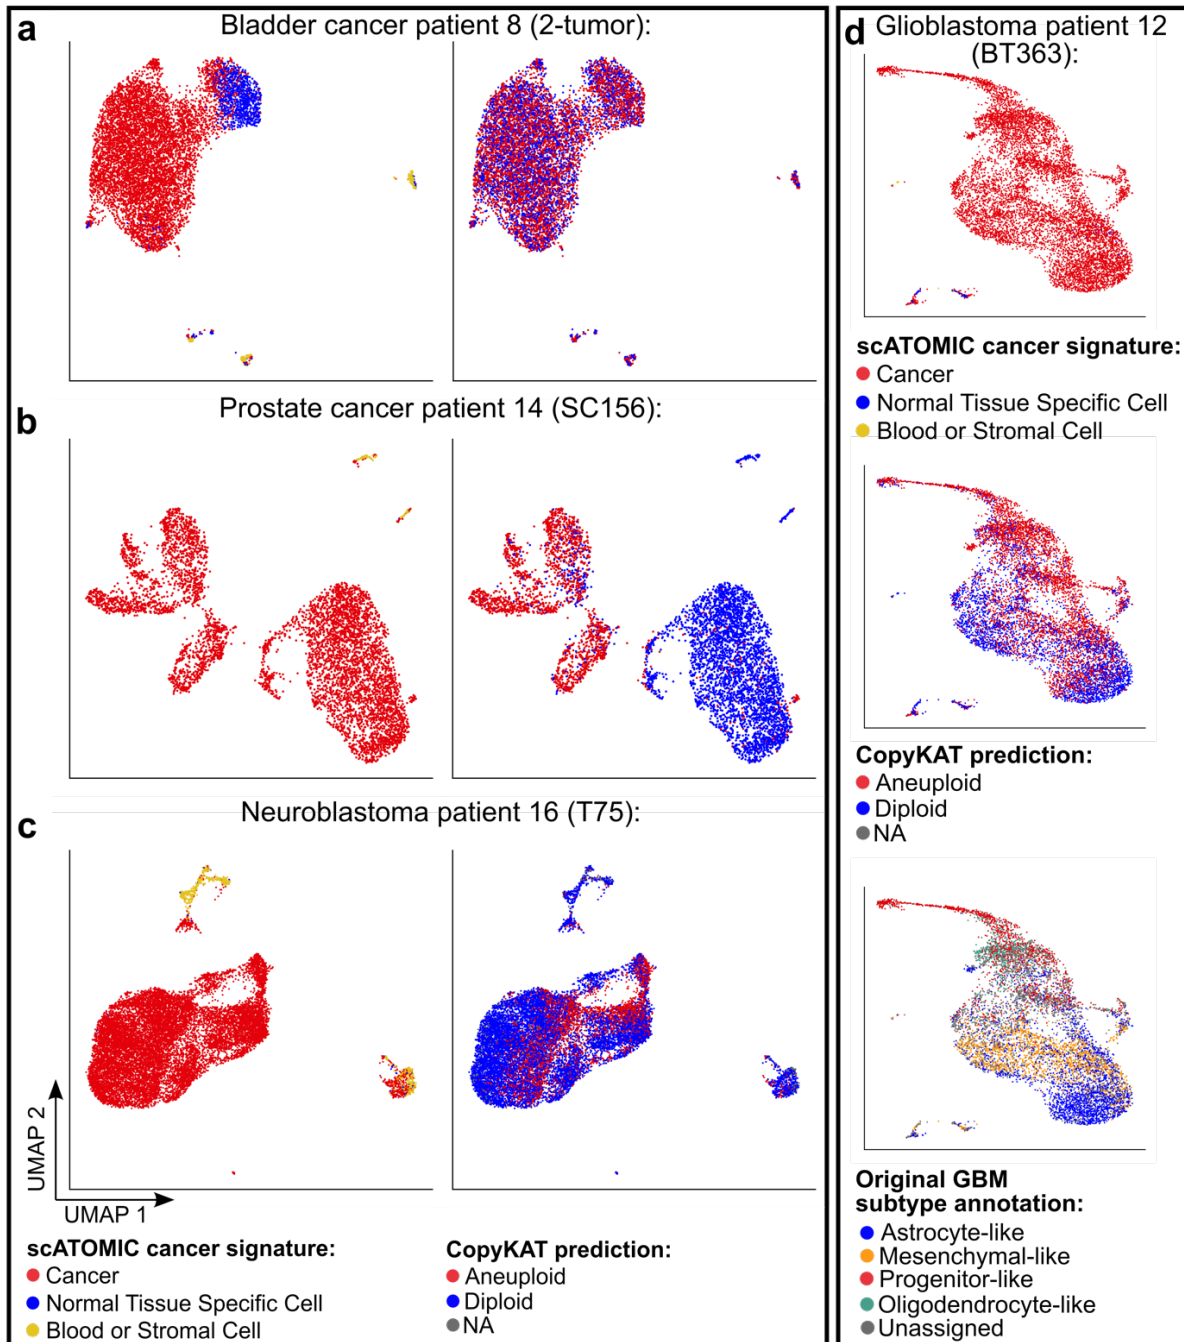 a
Bladder cancer patient 8 (2-tumor):
b
Prostate cancer patient 14 (SC156):
c
Neuroblastoma patient 16 (T75):
UMAP 2
UMAP 1
scATOMIC cancer signature:
Cancer
Normal Tissue Specific Cell
Blood or Stromal Cell
CopyKAT prediction:
Aneuploid
Diploid
NA
d
Glioblastoma patient 12
(BT363):
scATOMIC cancer signature:
Cancer
Normal Tissue Specific Cell
Blood or Stromal Cell
CopyKAT prediction:
Aneuploid
Diploid
NA
Original GBM
subtype annotation:
Astrocyte-like
Mesenchymal-like
Progenitor-like
Oligodendrocyte-like
Unassigned